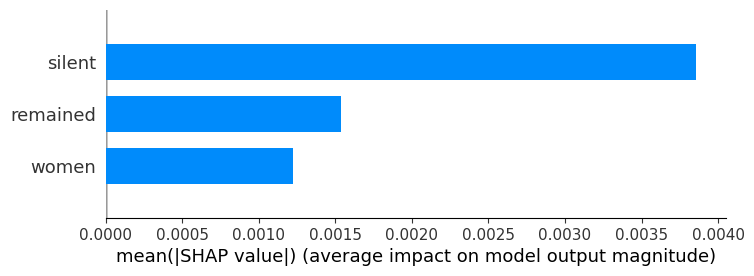 silent
remained
women
0.0000 0.0005 0.0010 0.0015 0.0020 0.0025 0.0030 0.0035 0.0040
mean(|SHAP value|) (average impact on model output magnitude)